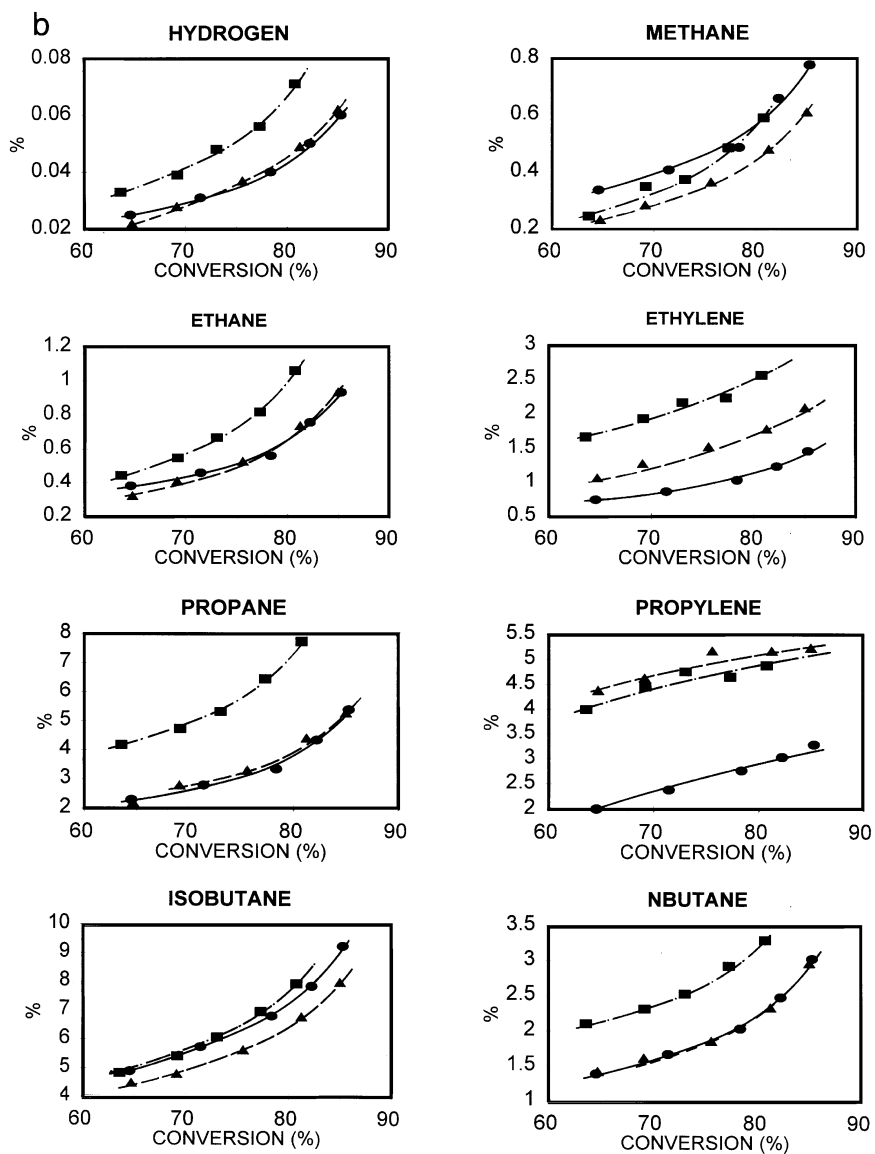 b
HYDROGEN
METHANE
0.08
0.06
0.04
0.02
%
60 70 80 90
CONVERSION (%)
0.8
0.6
0.4
0.2
%
60 70 80 90
CONVERSION (%)
ETHANE
ETHYLENE
1.2
1
0.8
0.6
0.4
0.2
%
60 70 80 90
CONVERSION (%)
3
2.5
2
1.5
1
0.5
%
60 70 80 90
CONVERSION (%)
PROPANE
PROPYLENE
8
7
6
5
4
3
2
%
60 70 80 90
CONVERSION (%)
5.5
5
4.5
4
3.5
3
2.5
2
%
60 70 80 90
CONVERSION (%)
ISOBUTANE
NBUTANE
10
9
8
7
6
5
4
%
60 70 80 90
CONVERSION (%)
3.5
3
2.5
2
1.5
1
%
60 70 80 90
CONVERSION (%)